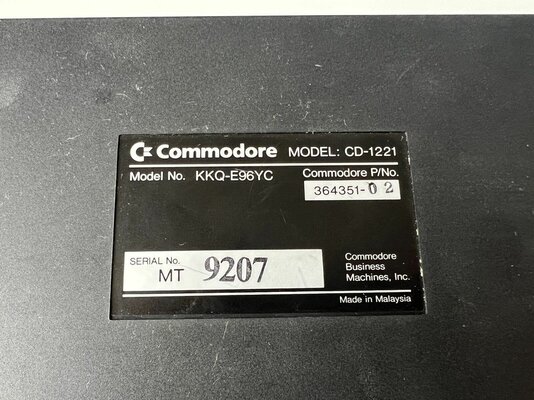 Commodore MODEL: CD-1221
Model No. KKQ-E96YC Commodore P/No.
364351-02
SERIAL No.
MT 9207
Commodore
Business
Machines, Inc.
Made in Malaysia